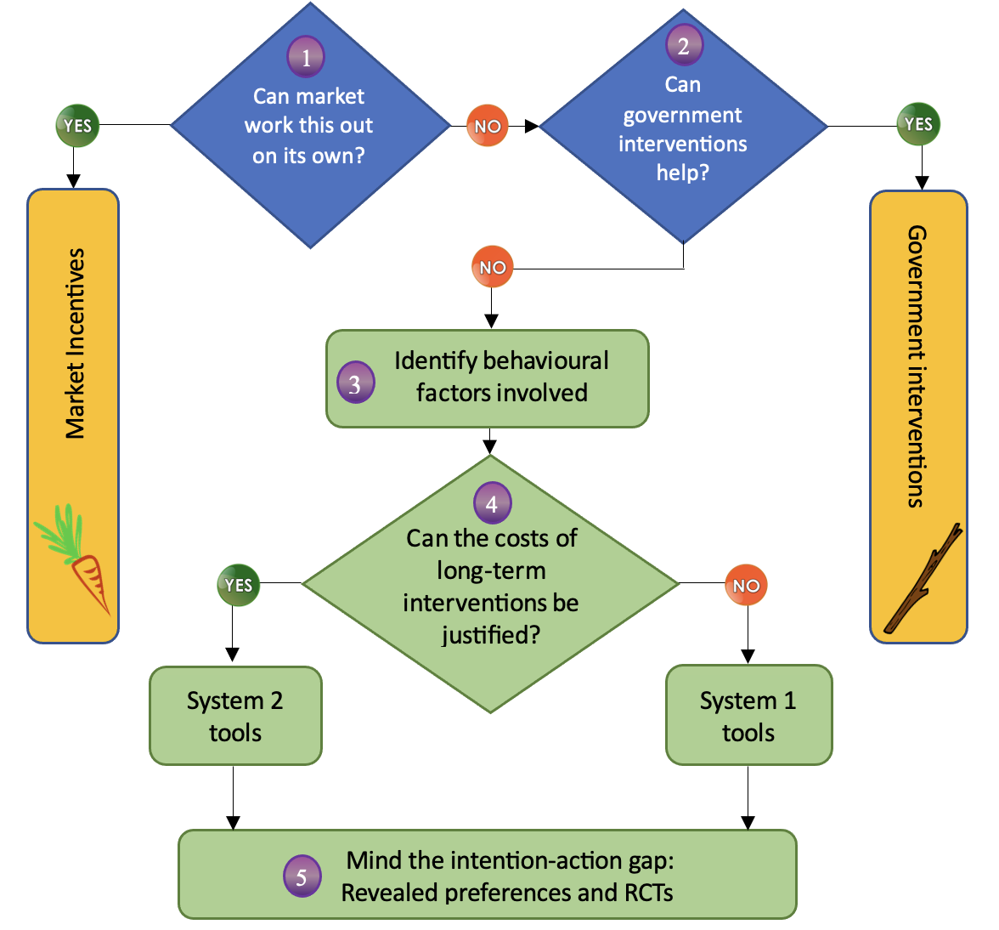 1
Can market
work this out
on its own?
2
Can
government
interventions
help?
YES
NO
YES
Market Incentives
Government interventions
NO
3
Identify behavioural
factors involved
4
Can the costs of
long-term
interventions be
justified?
YES
NO
System 2
tools
System 1
tools
5
Mind the intention-action gap:
Revealed preferences and RCTs